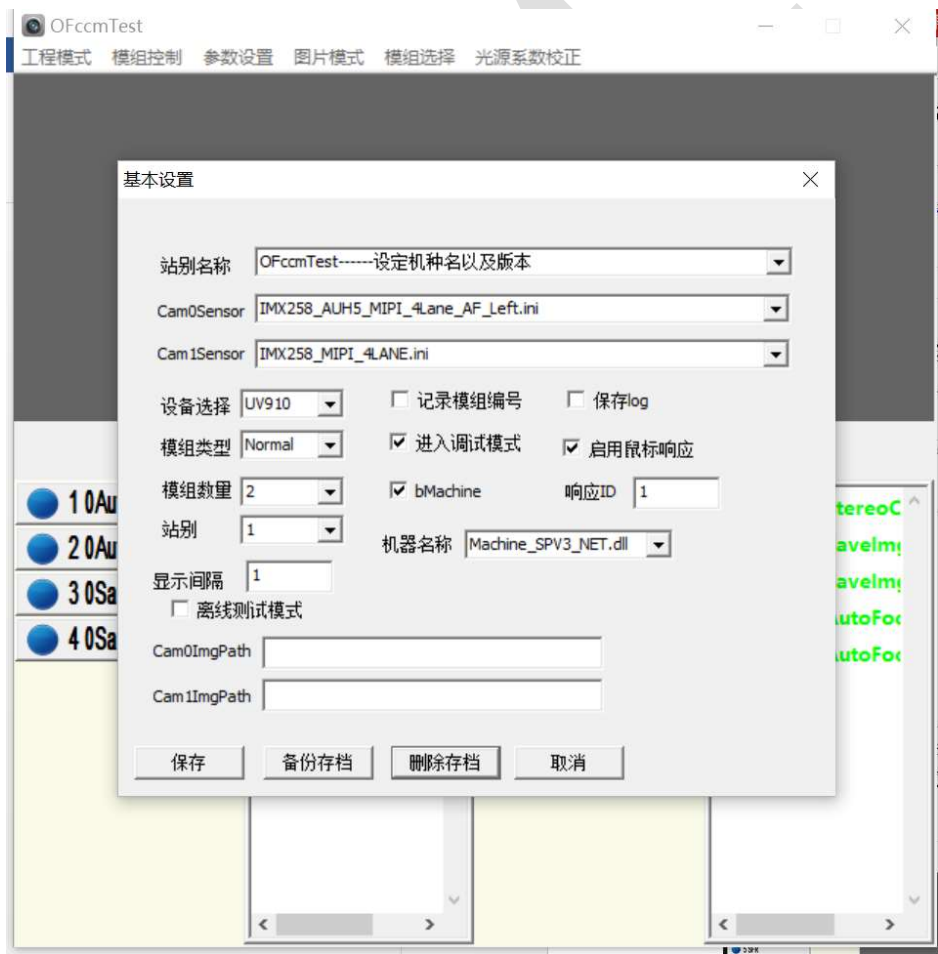 OFccmTest
工程模式 模组控制 参数设置 图片模式 模组选择 光源系数校正
基本设置
站别名称 OFccmTest------设定机种名以及版本
Cam0Sensor IMX258_AUH5_MIPI_4Lane_AF_Left.ini
Cam1Sensor IMX258_MIPI_4LANE.ini
设备选择 UV910 记录模组编号 保存log
模组类型 Normal 进入调试模式 启用鼠标响应
模组数量 2 bMachine 响应ID 1
站别 1 机器名称 Machine_SPV3_NET.dll
显示间隔 1
离线测试模式
Cam0ImgPath
Cam1ImgPath
保存 备份存档 删除存档 取消
1 0Au
2 0Au
3 0Sa
4 0Sa
tereoC
aveImg
aveImg
utoFoc
utoFoc